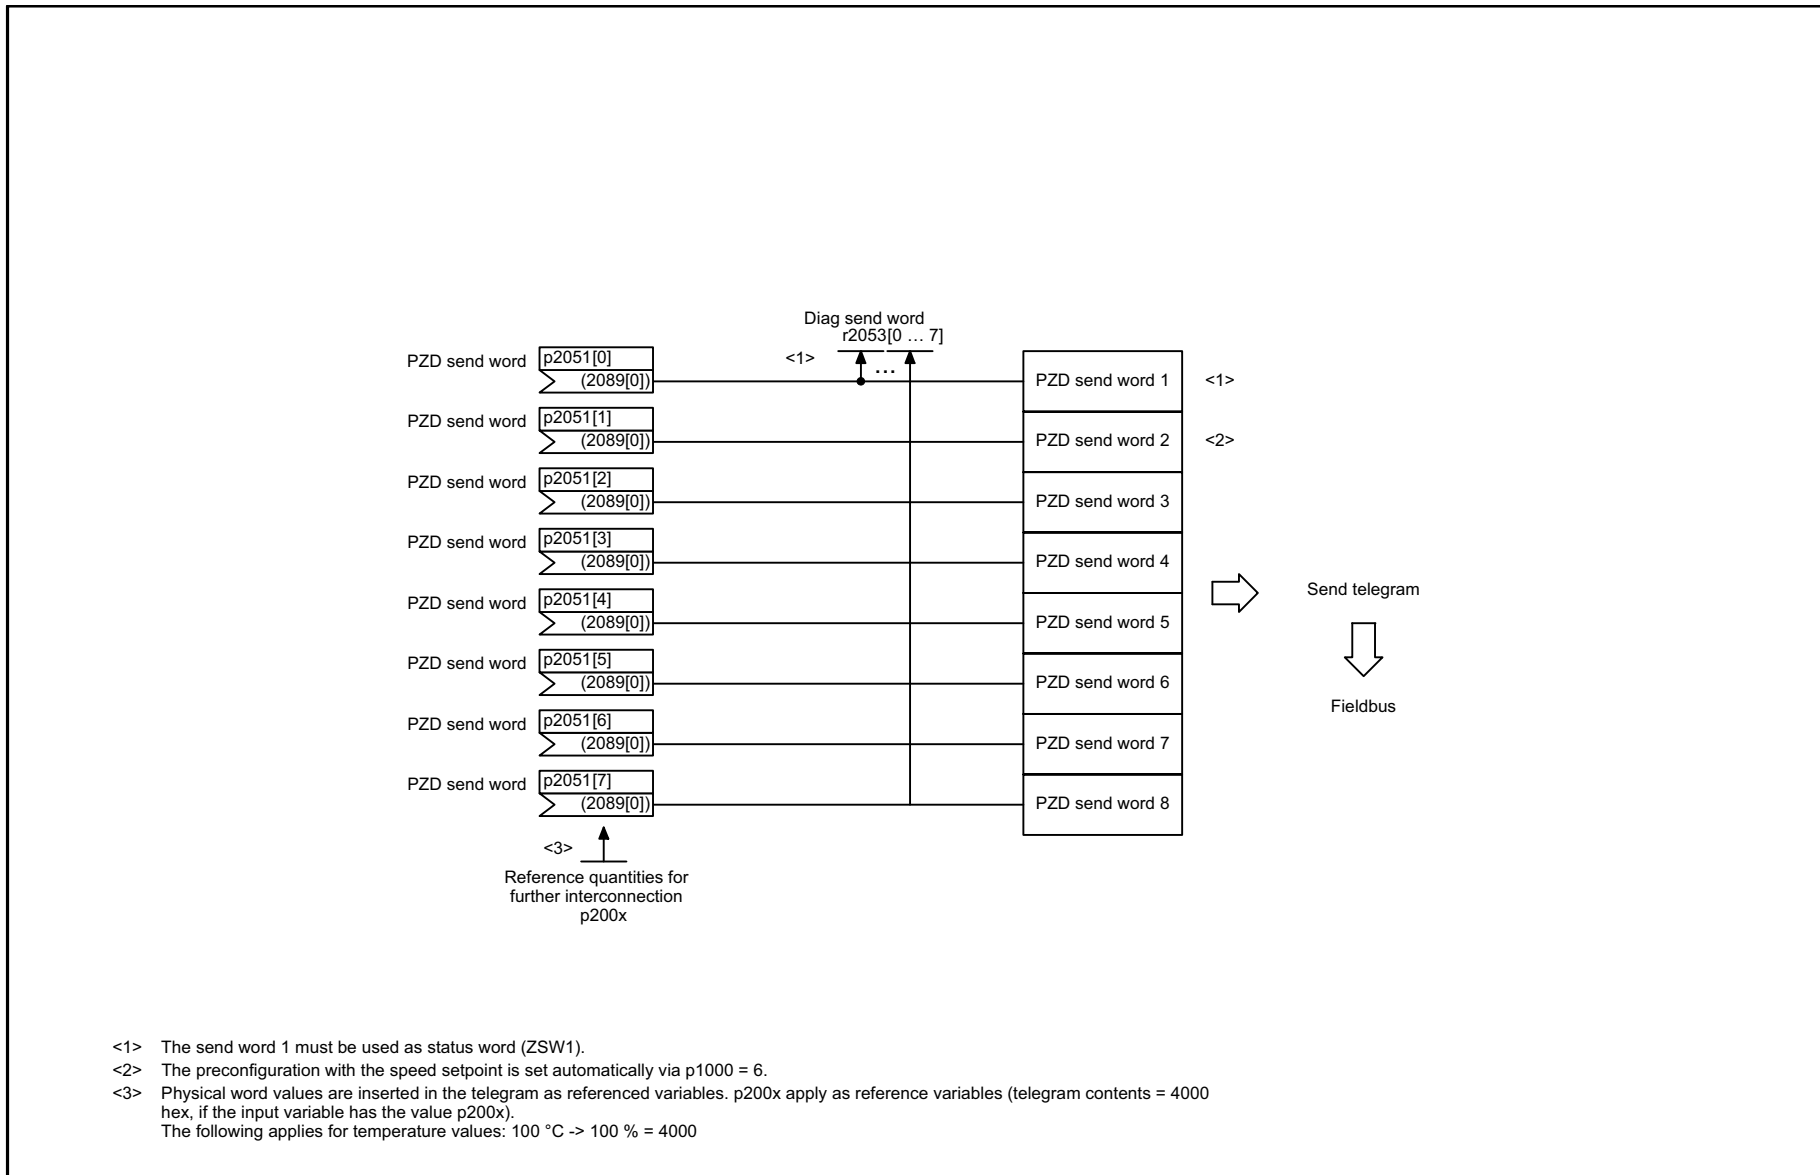 Diag send word
r2053[0 … 7]
PZD send word p2051[0]
(2089[0])
<1>
...
PZD send word 1 <1>
PZD send word p2051[1]
(2089[0])
PZD send word 2 <2>
PZD send word p2051[2]
(2089[0])
PZD send word 3
PZD send word p2051[3]
(2089[0])
PZD send word 4
PZD send word p2051[4]
(2089[0])
PZD send word 5
PZD send word p2051[5]
(2089[0])
PZD send word 6
PZD send word p2051[6]
(2089[0])
PZD send word 7
PZD send word p2051[7]
(2089[0])
PZD send word 8
Send telegram
Fieldbus
<3>
Reference quantities for
further interconnection
p200x
<1> The send word 1 must be used as status word (ZSW1).
<2> The preconfiguration with the speed setpoint is set automatically via p1000 = 6.
<3> Physical word values are inserted in the telegram as referenced variables. p200x apply as reference variables (telegram contents = 4000
hex, if the input variable has the value p200x).
The following applies for temperature values: 100 °C -> 100 % = 4000